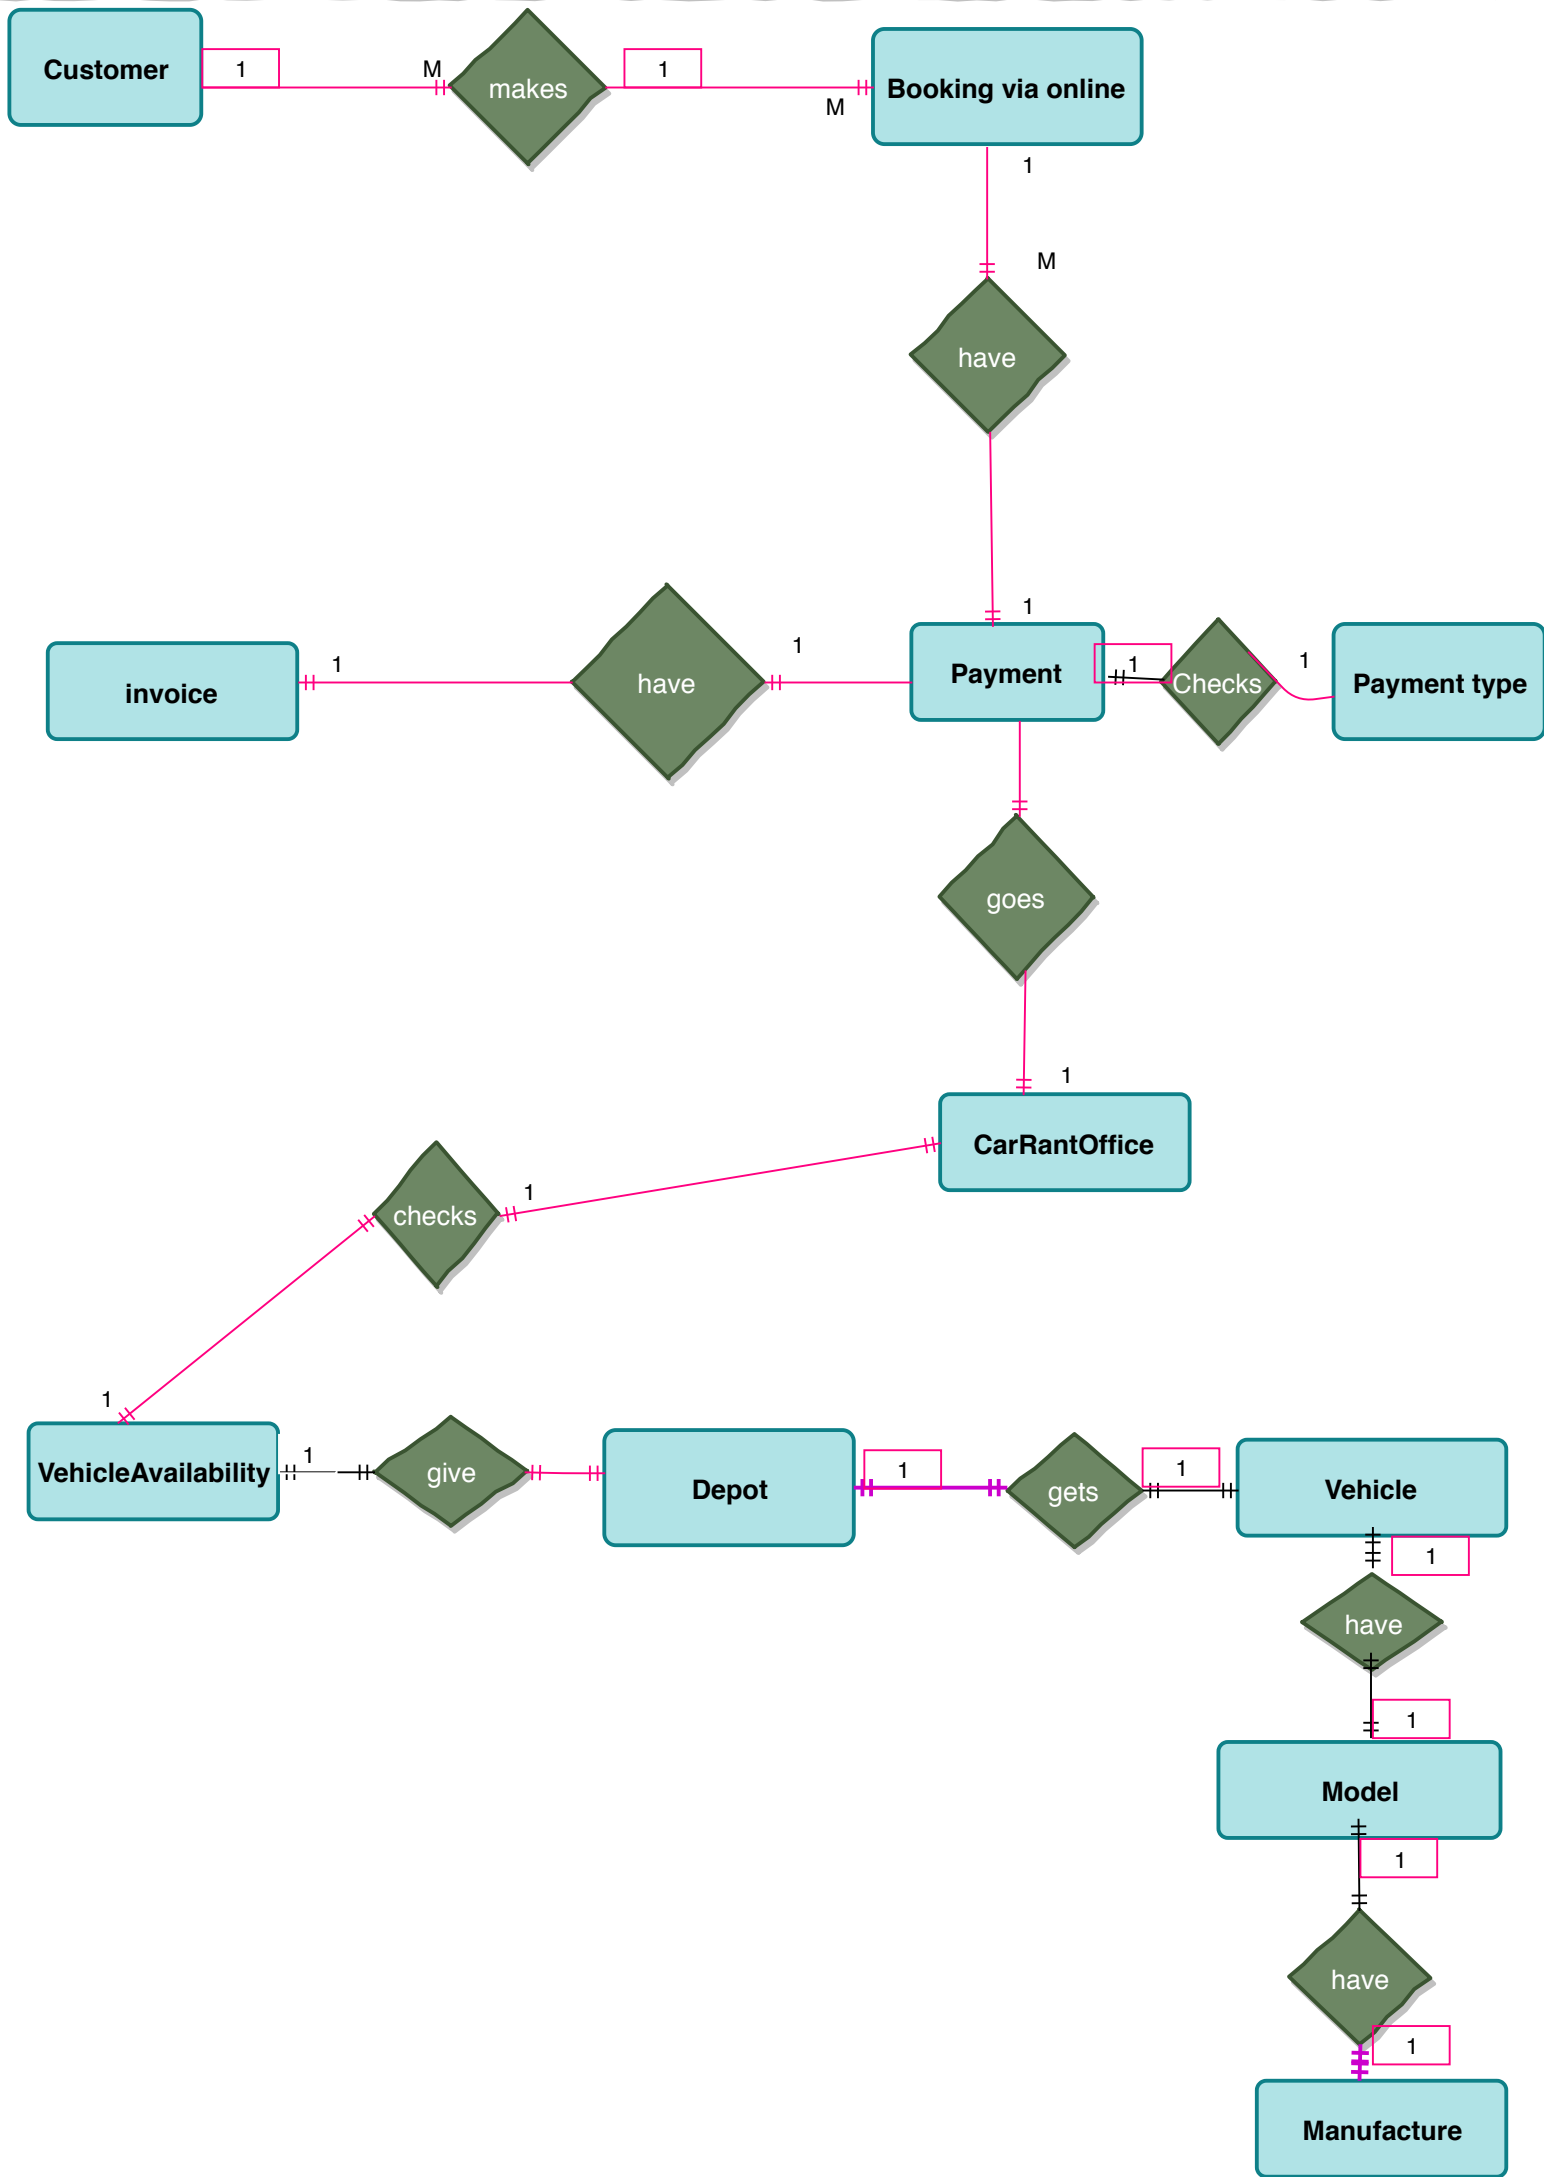 Customer
1
M
makes
1
M
Booking via online
1
M
have
1
invoice
1
have
1
Payment
1
Checks
1
Payment type
goes
1
CarRantOffice
checks
1
1
VehicleAvailability
1
give
Depot
1
gets
1
Vehicle
1
have
1
Model
1
have
1
Manufacture